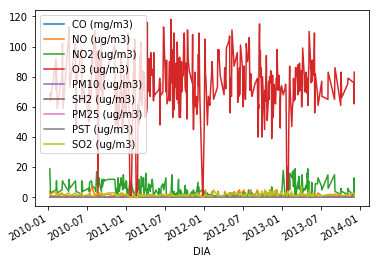 120
100
80
60
40
20
0
CO (mg/m3)
NO (ug/m3)
NO2 (ug/m3)
O3 (ug/m3)
PM10 (ug/m3)
SH2 (ug/m3)
PM25 (ug/m3)
PST (ug/m3)
SO2 (ug/m3)
2010-01
2010-07
2011-01
2011-07
2012-01
2012-07
2013-01
2013-07
2014-01
DIA